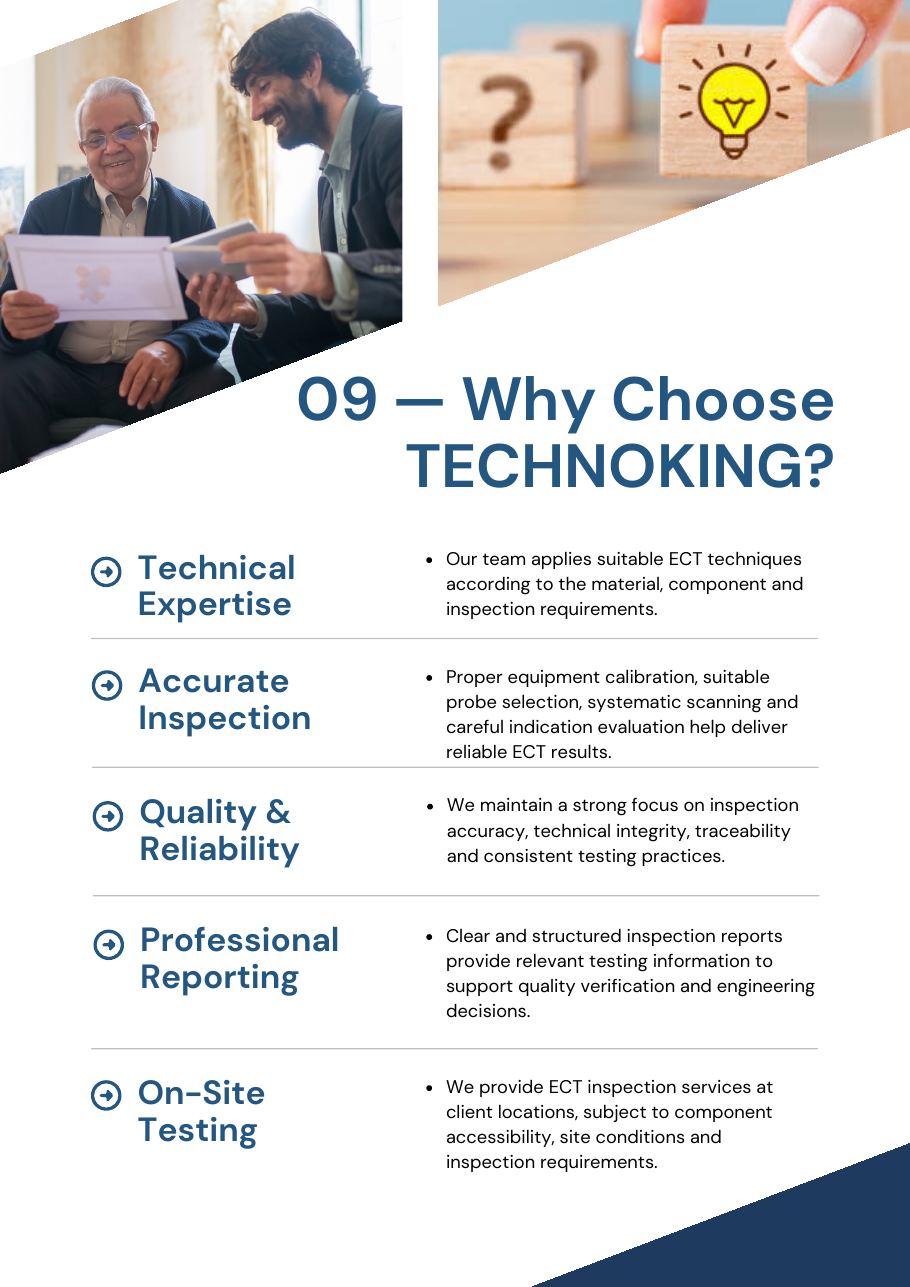 09 — Why Choose
TECHNOKING?
Technical
Expertise
• Our team applies suitable ECT techniques
according to the material, component and
inspection requirements.
Accurate
Inspection
• Proper equipment calibration, suitable
probe selection, systematic scanning and
careful indication evaluation help deliver
reliable ECT results.
Quality &
Reliability
• We maintain a strong focus on inspection
accuracy, technical integrity, traceability
and consistent testing practices.
Professional
Reporting
• Clear and structured inspection reports
provide relevant testing information to
support quality verification and engineering
decisions.
On-Site
Testing
• We provide ECT inspection services at
client locations, subject to component
accessibility, site conditions and
inspection requirements.